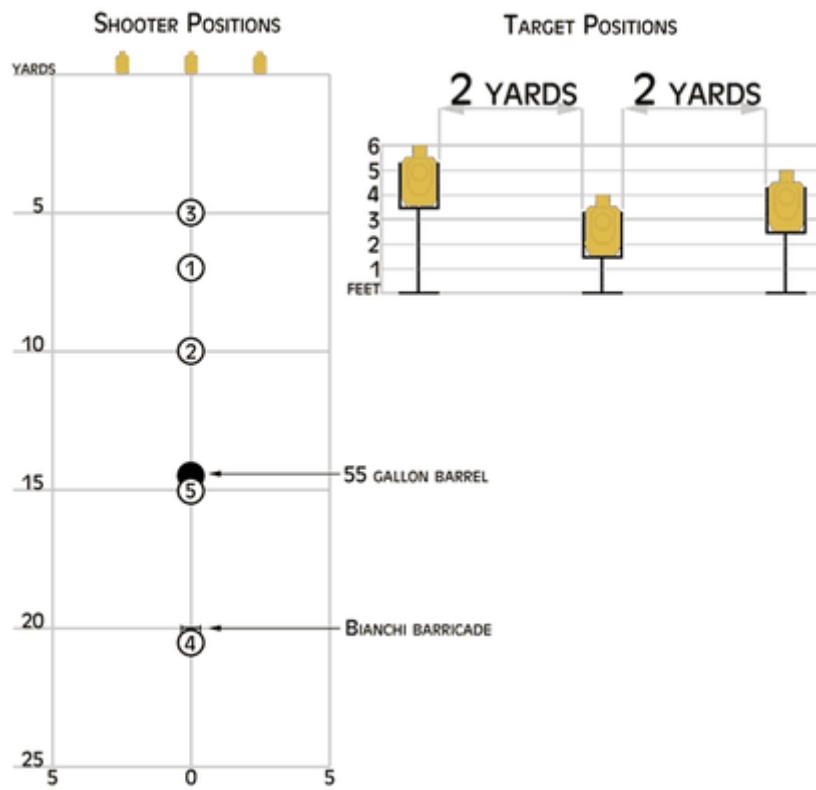 Shooter Positions
YARDS
5
10
15
20
25
5 0 5
3
1
2
5
4
55 GALLON BARREL
BIANCHI BARRICADE
Target Positions
2 YARDS 2 YARDS
6
5
4
3
2
1
FEET